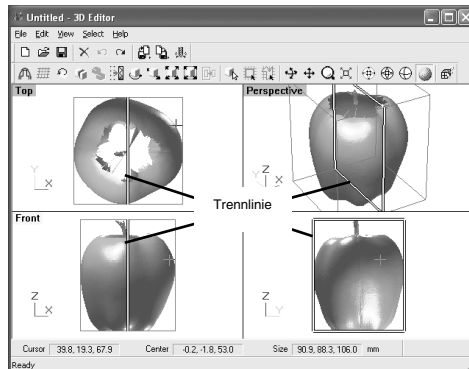 Untitled - 3D Editor
File Edit View Select Help
Top
Perspective
Y
X
Z
Y
X
Trennlinie
Front
Z
X
Z
Y
Cursor 39.8, 19.3, 67.9 Center -0.2, -1.8, 53.0 Size 90.9, 88.3, 106.0 mm
Ready